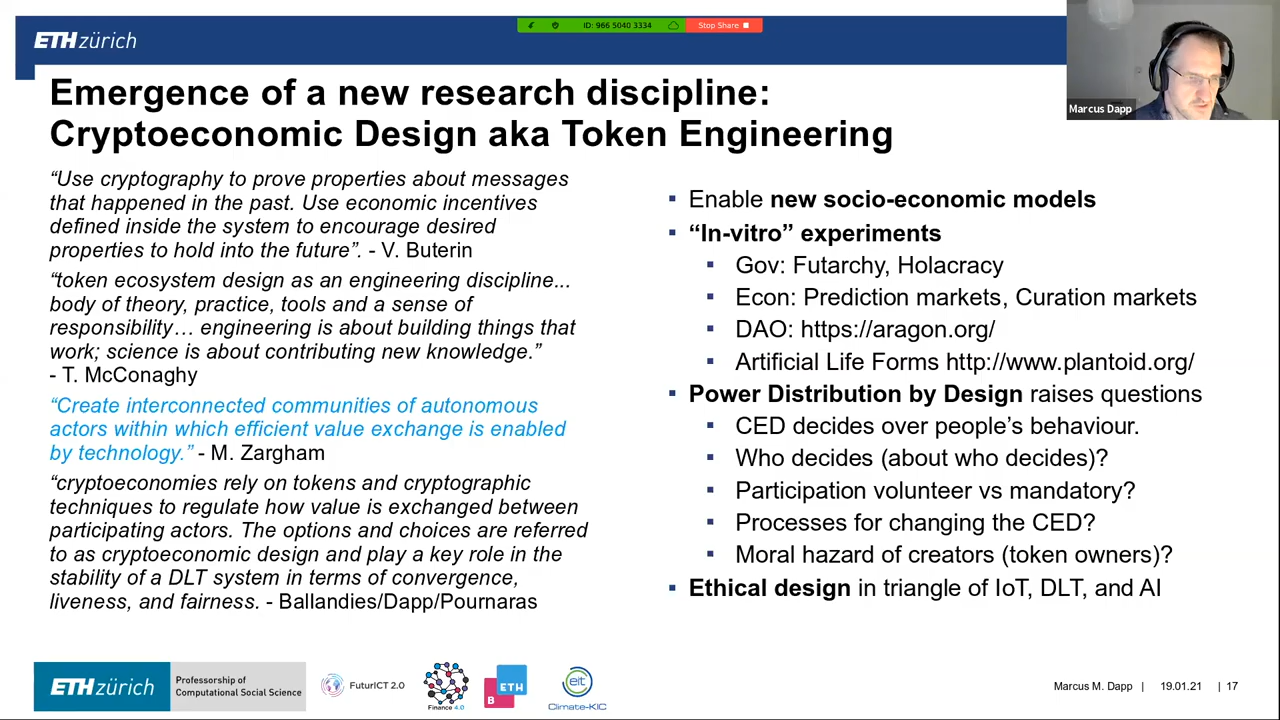 ID: 966 5040 3334
Stop Share
ETH zürich
Marcus Dapp
Emergence of a new research discipline:
Cryptoeconomic Design aka Token Engineering
“Use cryptography to prove properties about messages
that happened in the past. Use economic incentives
defined inside the system to encourage desired
properties to hold into the future”. - V. Buterin
“token ecosystem design as an engineering discipline...
body of theory, practice, tools and a sense of
responsibility… engineering is about building things that
work; science is about contributing new knowledge.”
- T. McConaghy
“Create interconnected communities of autonomous
actors within which efficient value exchange is enabled
by technology.” - M. Zargham
“cryptoeconomies rely on tokens and cryptographic
techniques to regulate how value is exchanged between
participating actors. The options and choices are referred
to as cryptoeconomic design and play a key role in the
stability of a DLT system in terms of convergence,
liveness, and fairness. - Ballandies/Dapp/Pournaras
▪ Enable new socio-economic models
▪ “In-vitro” experiments
▪ Gov: Futarchy, Holacracy
▪ Econ: Prediction markets, Curation markets
▪ DAO: https://aragon.org/
▪ Artificial Life Forms http://www.plantoid.org/
▪ Power Distribution by Design raises questions
▪ CED decides over people’s behaviour.
▪ Who decides (about who decides)?
▪ Participation volunteer vs mandatory?
▪ Processes for changing the CED?
▪ Moral hazard of creators (token owners)?
▪ Ethical design in triangle of IoT, DLT, and AI
ETH zürich
Professorship of
Computational Social Science
FuturICT 2.0
Finance 4.0
B ETH
eit
Climate-KIC
Marcus M. Dapp | 19.01.21 | 17